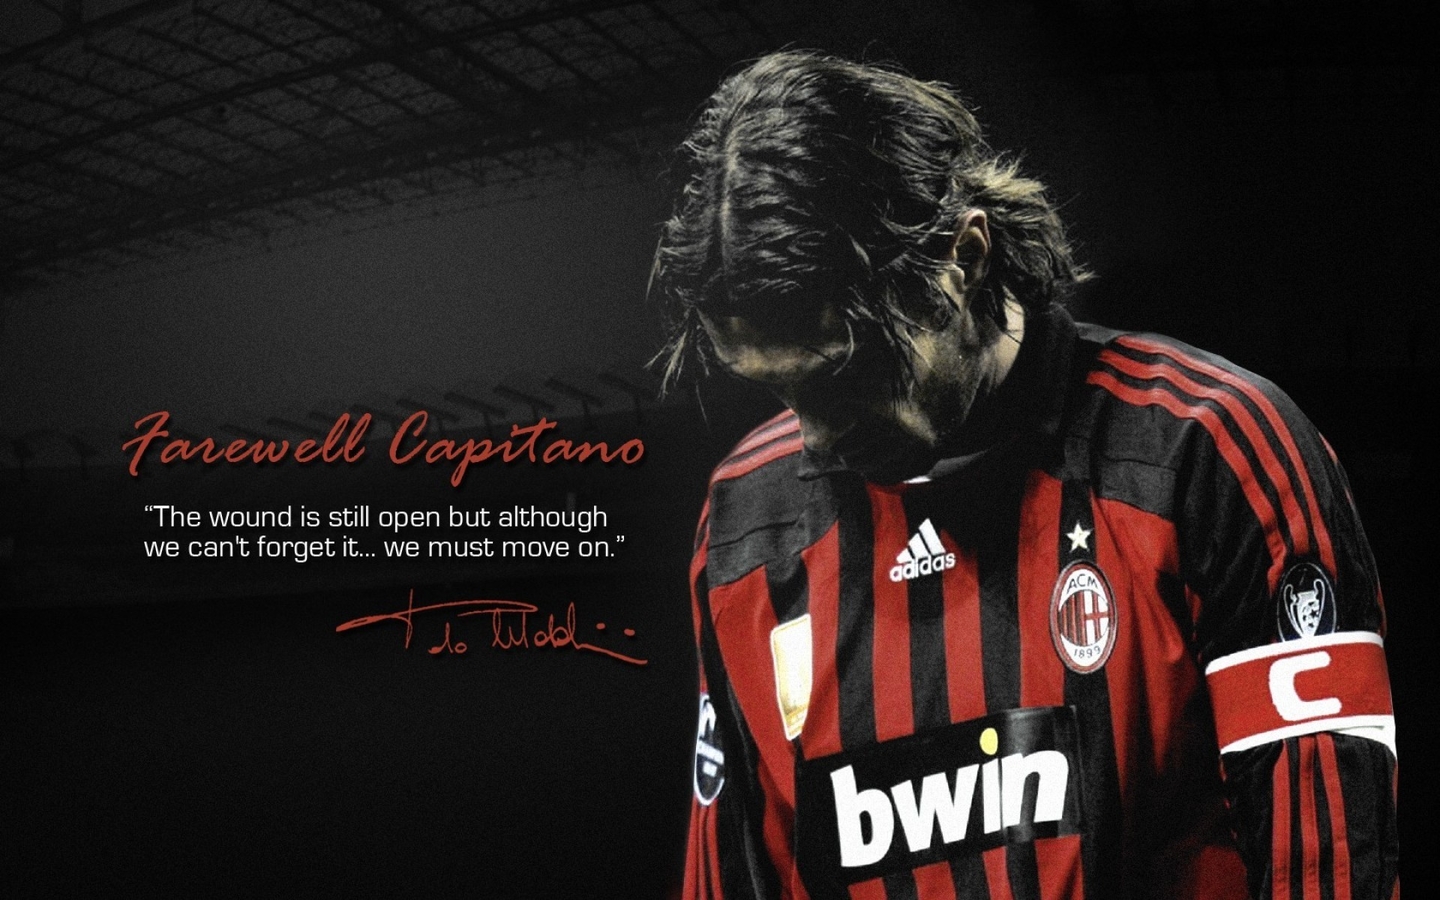 Farewell Capitano
“The wound is still open but although
we can't forget it... we must move on.”
adidas
ACM
1899
C
bwin